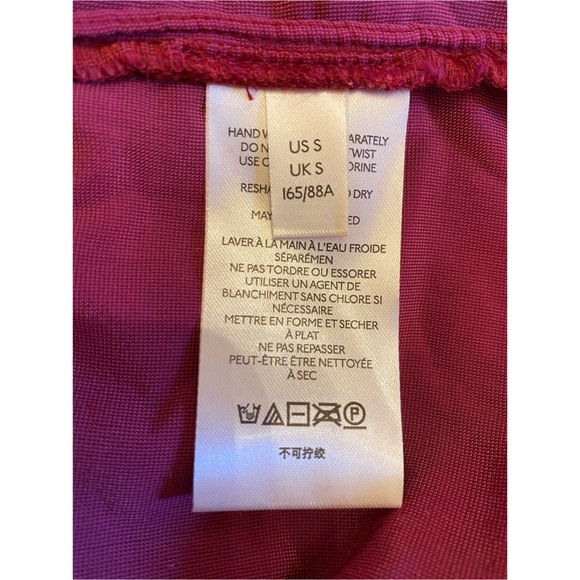 HAND
US S
UK S
165/88A
DO
TWIST
USE
DRY
MAY
LAVER À LA MAIN À L'EAU FROIDE
SÉPARÉMEN
NE PAS TORDRE OU ESSORER
UTILISER UN AGENT DE
BLANCHIMENT SANS CHLORE SI
NÉCESSAIRE
METTRE EN FORME ET SECHER
À PLAT
NE PAS REPASSER
PEUT-ÊTRE ÊTRE NETTOYÉE
À SEC
P
不可拧绞